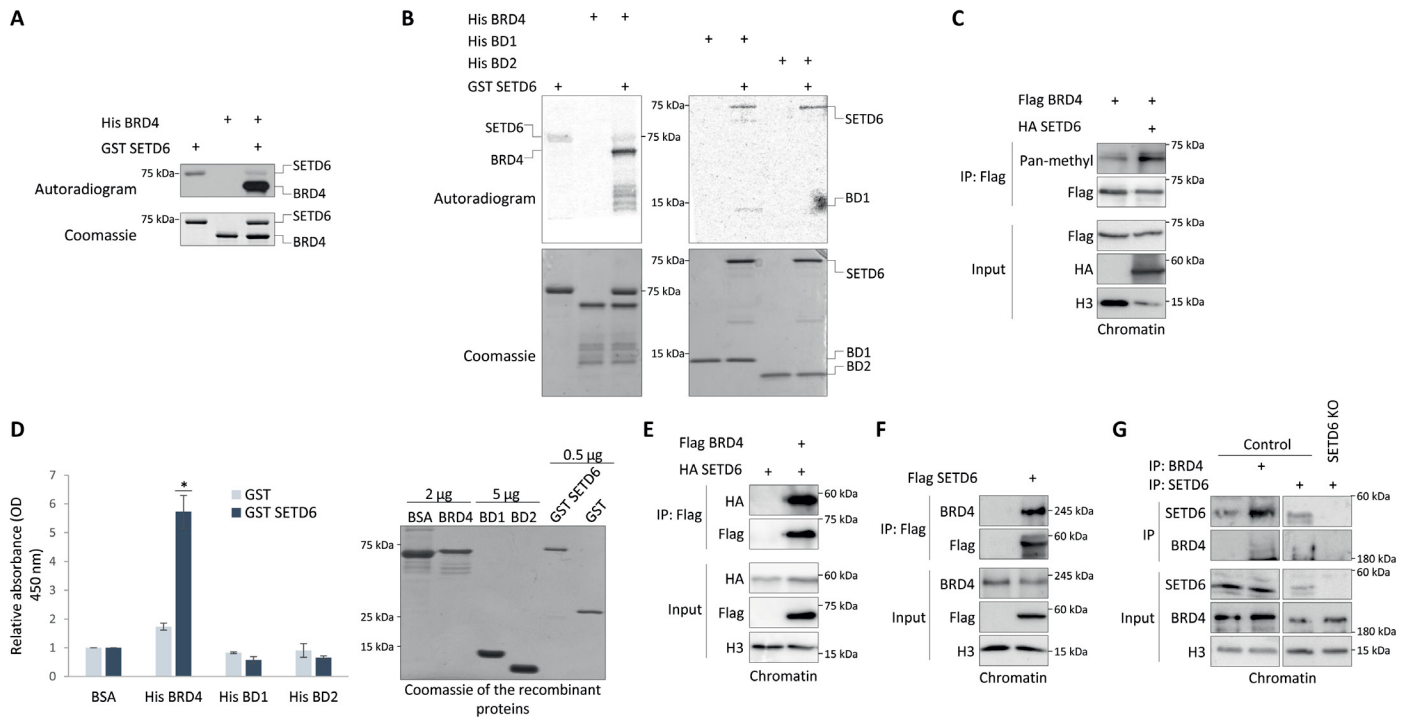 A
His BRD4 + +
GST SETD6 + +
75 kDa
SETD6
Autoradiogram
BRD4
75 kDa
SETD6
Coomassie
BRD4
B
His BRD4 + +
His BD1 + +
His BD2 + +
GST SETD6 + + + +
SETD6
75 kDa
BRD4
Autoradiogram
75 kDa
SETD6
15 kDa
BD1
75 kDa
75 kDa
SETD6
Coomassie
15 kDa
BD1
BD2
C
Flag BRD4 + +
HA SETD6 +
IP: Flag
Pan-methyl
75 kDa
Flag
75 kDa
Input
Flag
75 kDa
HA
60 kDa
H3
15 kDa
Chromatin
D
Relative absorbance (OD
450 nm)
7
6
5
4
3
2
1
0
*
GST
GST SETD6
BSA
His BRD4
His BD1
His BD2
0.5 µg
2 µg
5 µg
BSA BRD4 BD1 BD2 GST SETD6 GST
75 kDa
25 kDa
15 kDa
Coomassie of the recombinant
proteins
E
Flag BRD4 +
HA SETD6 + +
IP: Flag
HA
60 kDa
Flag
75 kDa
Input
HA
60 kDa
Flag
75 kDa
H3
15 kDa
Chromatin
F
Flag SETD6 +
IP: Flag
BRD4
245 kDa
Flag
60 kDa
Input
BRD4
245 kDa
Flag
60 kDa
H3
15 kDa
Chromatin
G
Control
SETD6 KO
IP: BRD4 +
IP: SETD6 + +
IP
SETD6
60 kDa
BRD4
180 kDa
Input
SETD6
60 kDa
BRD4
180 kDa
H3
15 kDa
Chromatin